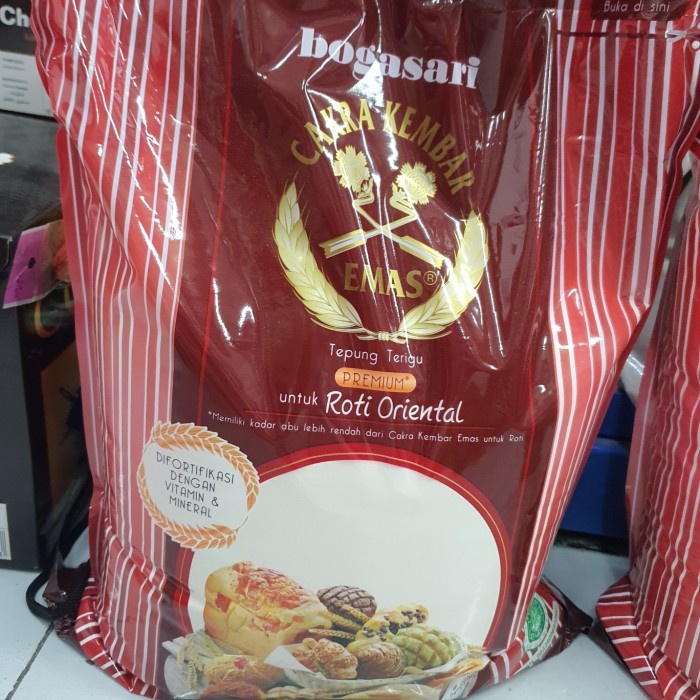 Ch
Buka di sini
bogasari
CAKRA KEMBAR
EMAS®
Tepung Terigu
PREMIUM*
untuk Roti Oriental
*Memiliki kadar abu lebih rendah dari Cakra Kembar Emas untuk Roti
DIFORTIFIKASI
DENGAN
VITAMIN &
MINERAL